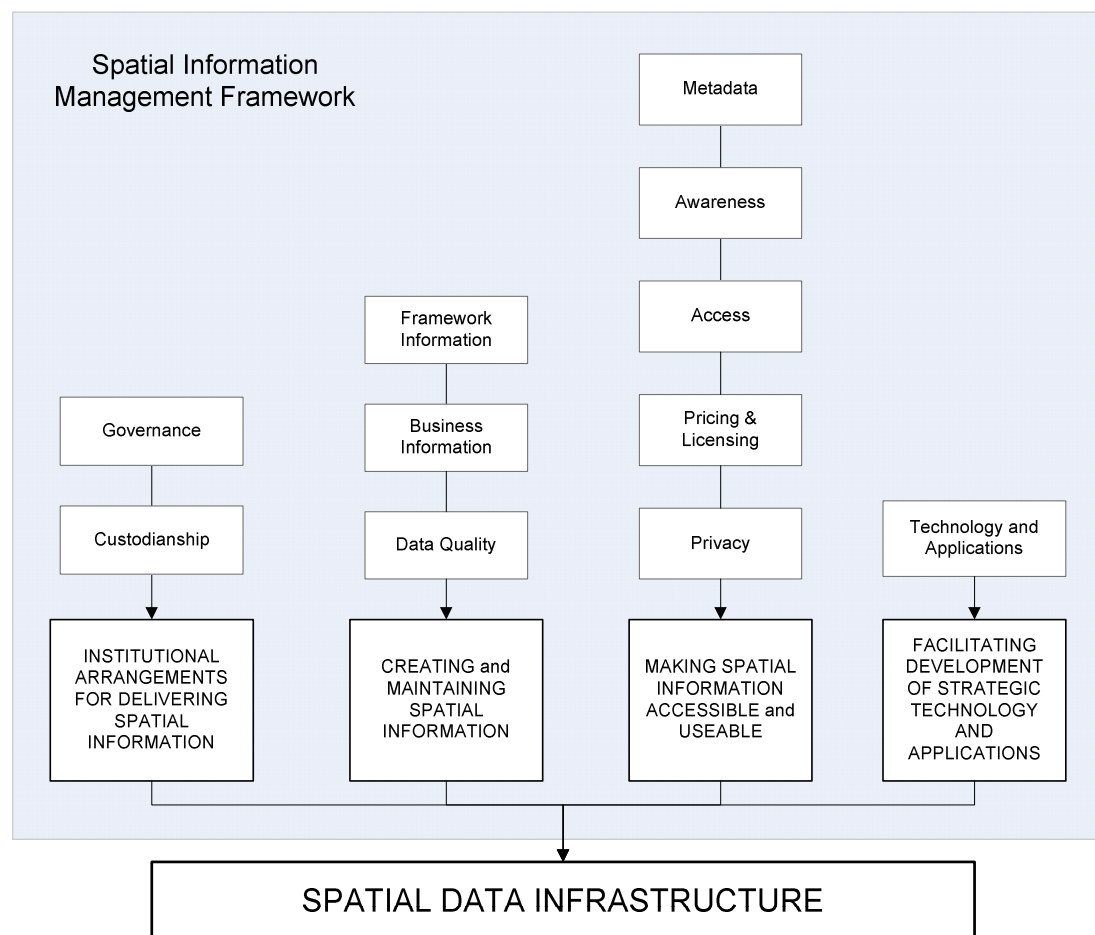 Spatial Information
Management Framework
Metadata
Awareness
Access
Pricing &
Licensing
Privacy
Framework
Information
Business
Information
Data Quality
Governance
Custodianship
Technology and
Applications
INSTITUTIONAL
ARRANGEMENTS
FOR DELIVERING
SPATIAL
INFORMATION
CREATING and
MAINTAINING
SPATIAL
INFORMATION
MAKING SPATIAL
INFORMATION
ACCESSIBLE and
USEABLE
FACILITATING
DEVELOPMENT
OF STRATEGIC
TECHNOLOGY
AND
APPLICATIONS
SPATIAL DATA INFRASTRUCTURE